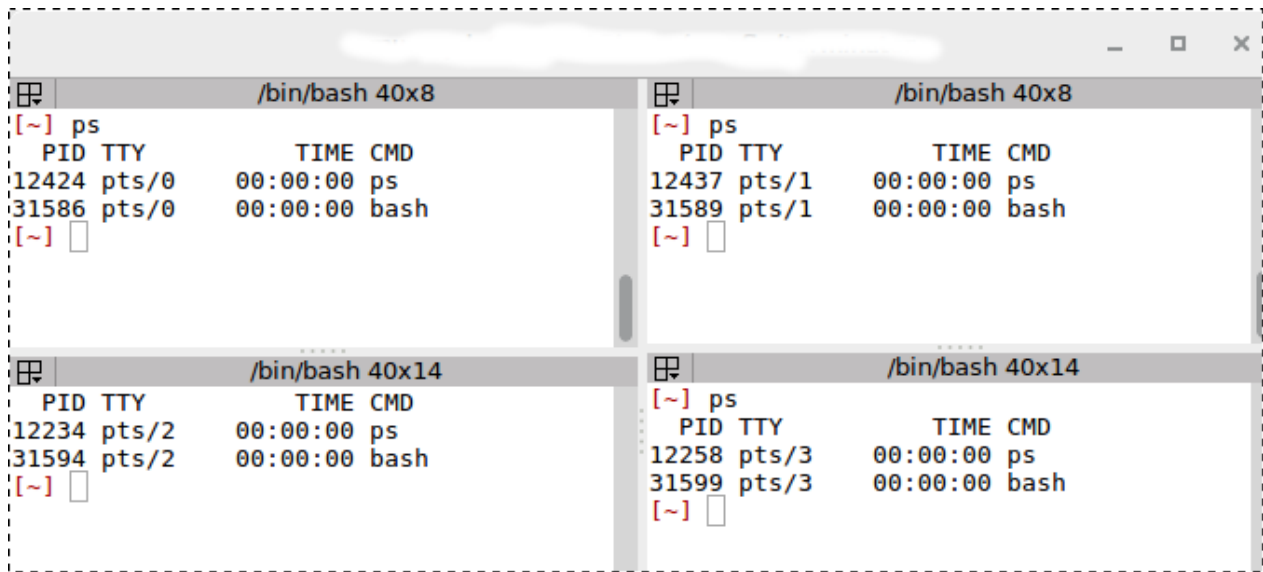 /bin/bash 40x8
[~] ps
  PID TTY          TIME CMD
12424 pts/0    00:00:00 ps
31586 pts/0    00:00:00 bash
[~]
/bin/bash 40x8
[~] ps
  PID TTY          TIME CMD
12437 pts/1    00:00:00 ps
31589 pts/1    00:00:00 bash
[~]
/bin/bash 40x14
  PID TTY          TIME CMD
12234 pts/2    00:00:00 ps
31594 pts/2    00:00:00 bash
[~]
/bin/bash 40x14
[~] ps
  PID TTY          TIME CMD
12258 pts/3    00:00:00 ps
31599 pts/3    00:00:00 bash
[~]